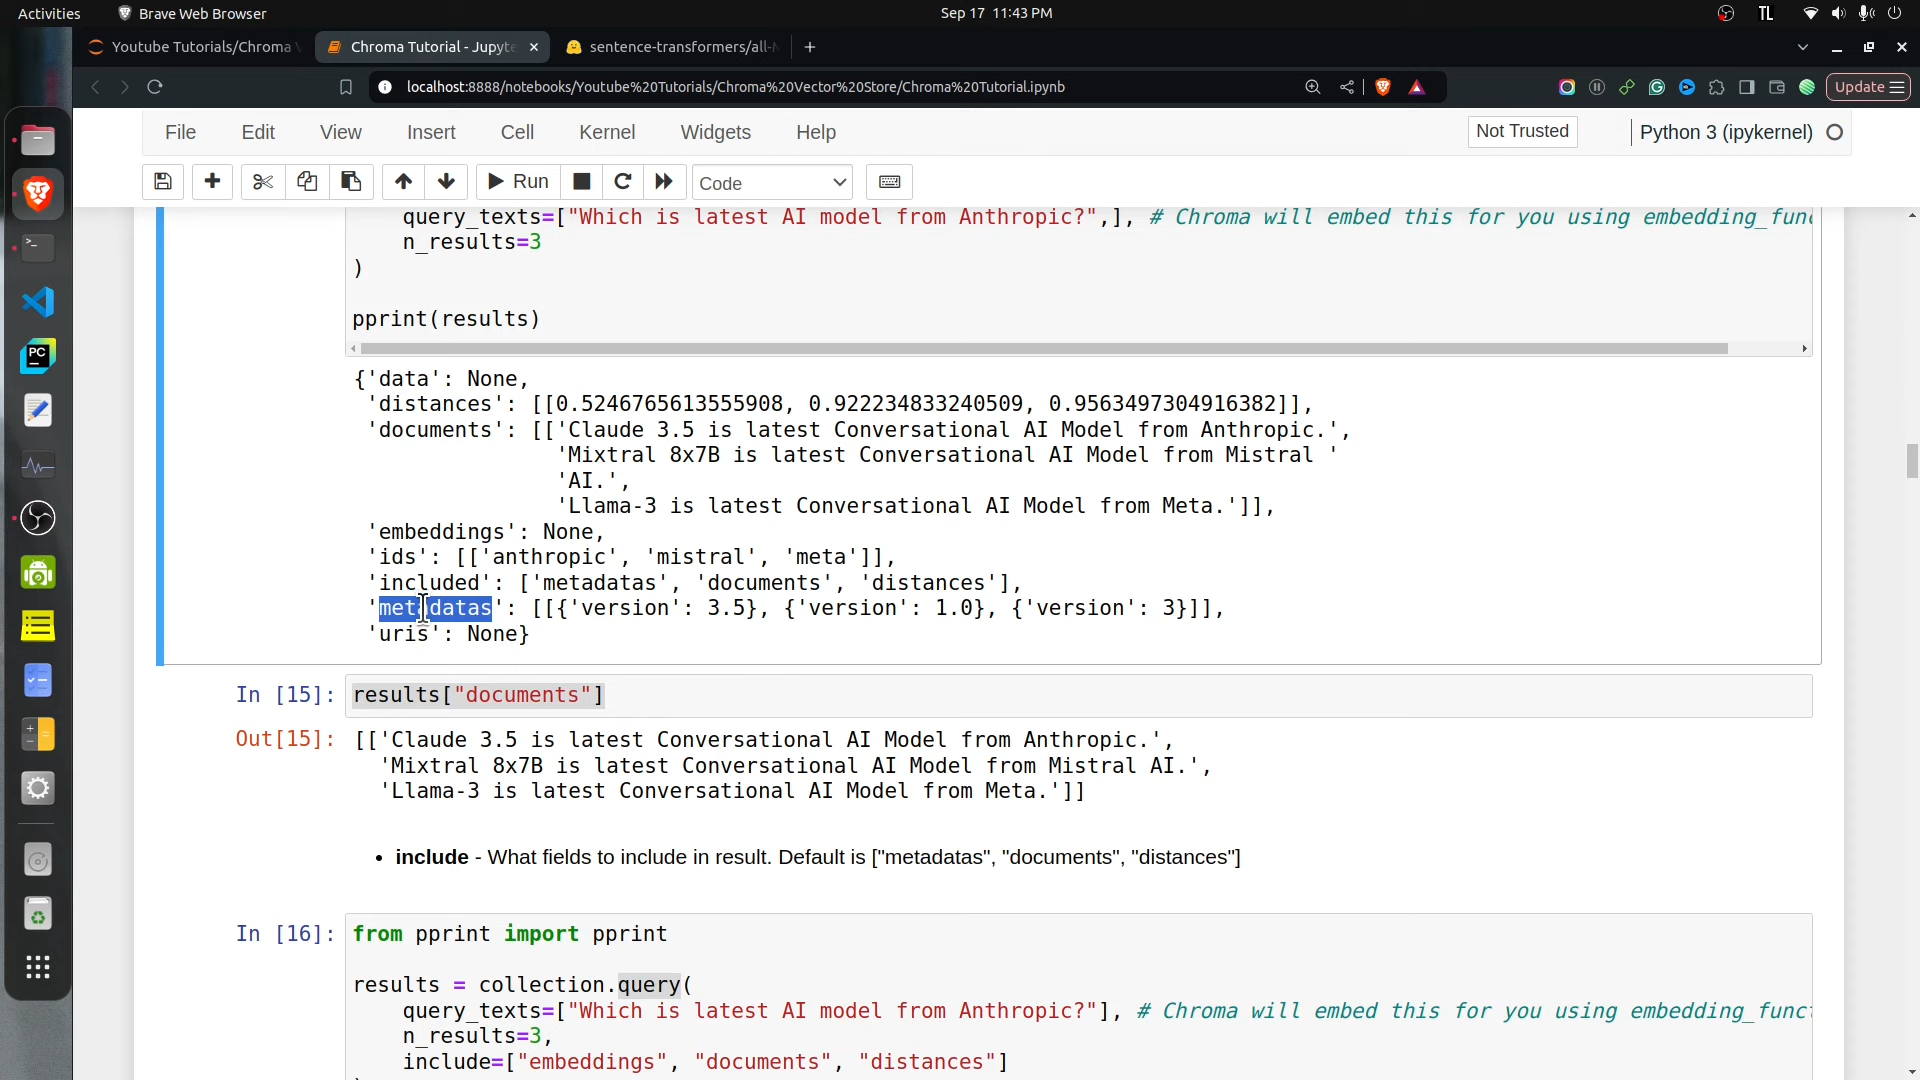 Activities
Brave Web Browser
Sep 17 11:43 PM
TL
Youtube Tutorials/Chroma V
Chroma Tutorial - Jupyte
sentence-transformers/all-M
localhost:8888/notebooks/Youtube%20Tutorials/Chroma%20Vector%20Store/Chroma%20Tutorial.ipynb
Update
File Edit View Insert Cell Kernel Widgets Help
Not Trusted
Python 3 (ipykernel)
Run
Code
query_texts=["Which is latest AI model from Anthropic?",], # Chroma will embed this for you using embedding_func
n_results=3
)
pprint(results)
{'data': None,
'distances': [[0.5246765613555908, 0.922234833240509, 0.9563497304916382]],
'documents': [['Claude 3.5 is latest Conversational AI Model from Anthropic.',
'Mixtral 8x7B is latest Conversational AI Model from Mistral '
'AI.',
'Llama-3 is latest Conversational AI Model from Meta.']],
'embeddings': None,
'ids': [['anthropic', 'mistral', 'meta']],
'included': ['metadatas', 'documents', 'distances'],
'metadatas': [[{'version': 3.5}, {'version': 1.0}, {'version': 3}]],
'uris': None}
In [15]: results["documents"]
Out[15]: [['Claude 3.5 is latest Conversational AI Model from Anthropic.',
'Mixtral 8x7B is latest Conversational AI Model from Mistral AI.',
'Llama-3 is latest Conversational AI Model from Meta.']]
• include - What fields to include in result. Default is ["metadatas", "documents", "distances"]
In [16]: from pprint import pprint
results = collection.query(
query_texts=["Which is latest AI model from Anthropic?"], # Chroma will embed this for you using embedding_funct
n_results=3,
include=["embeddings", "documents", "distances"]
PC